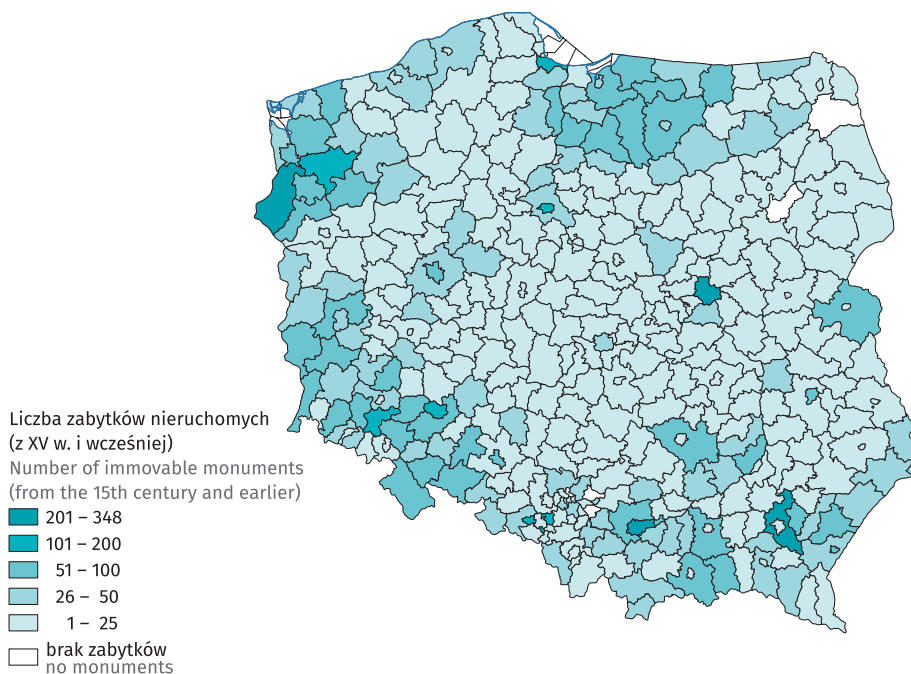 Liczba zabytków nieruchomych
(z XV w. i wcześniej)
Number of immovable monuments
(from the 15th century and earlier)
201 – 348
101 – 200
51 – 100
26 – 50
1 – 25
brak zabytków
no monuments